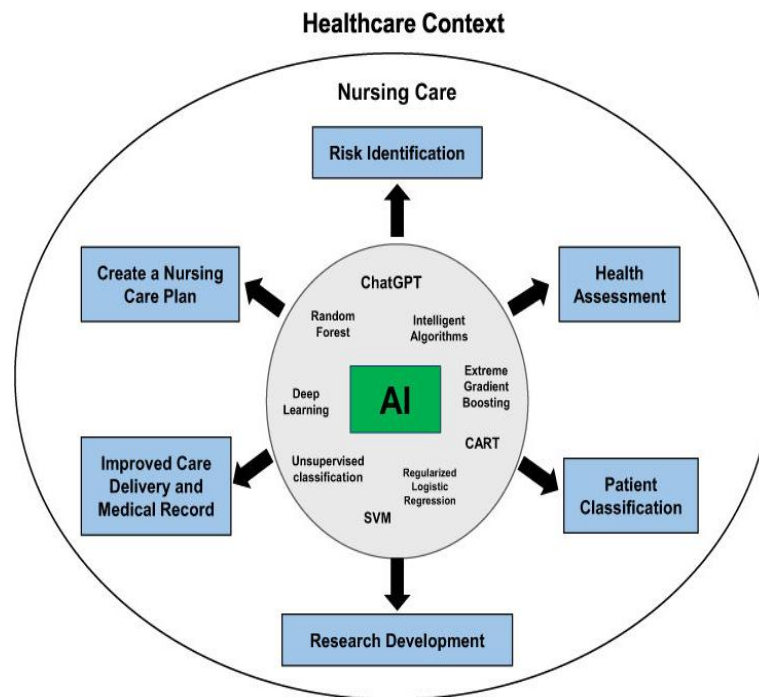 Healthcare Context
Nursing Care
Risk Identification
Create a Nursing
Care Plan
Health
Assessment
ChatGPT
Random
Forest
Intelligent
Algorithms
AI
Deep
Learning
Extreme
Gradient
Boosting
CART
Unsupervised
classification
Regularized
Logistic
Regression
SVM
Improved Care
Delivery and
Medical Record
Patient
Classification
Research Development